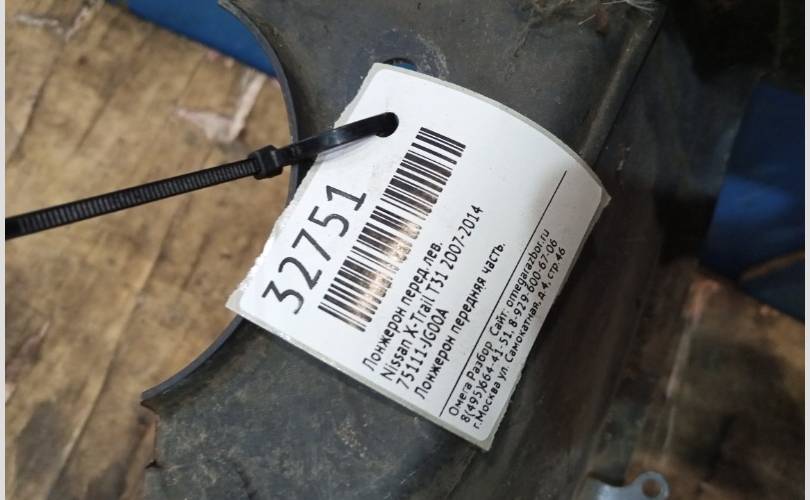 32751
Лонжерон перед. лев.
Nissan X-Trail T31 2007-2014
75111-JG00A
Лонжерон передняя часть.
Омега Разбор Сайт: omegarazbor.ru
8(495)664-41-51, 8-929-600-67-06
г.Москва ул. Самокатная, д.4, стр.46